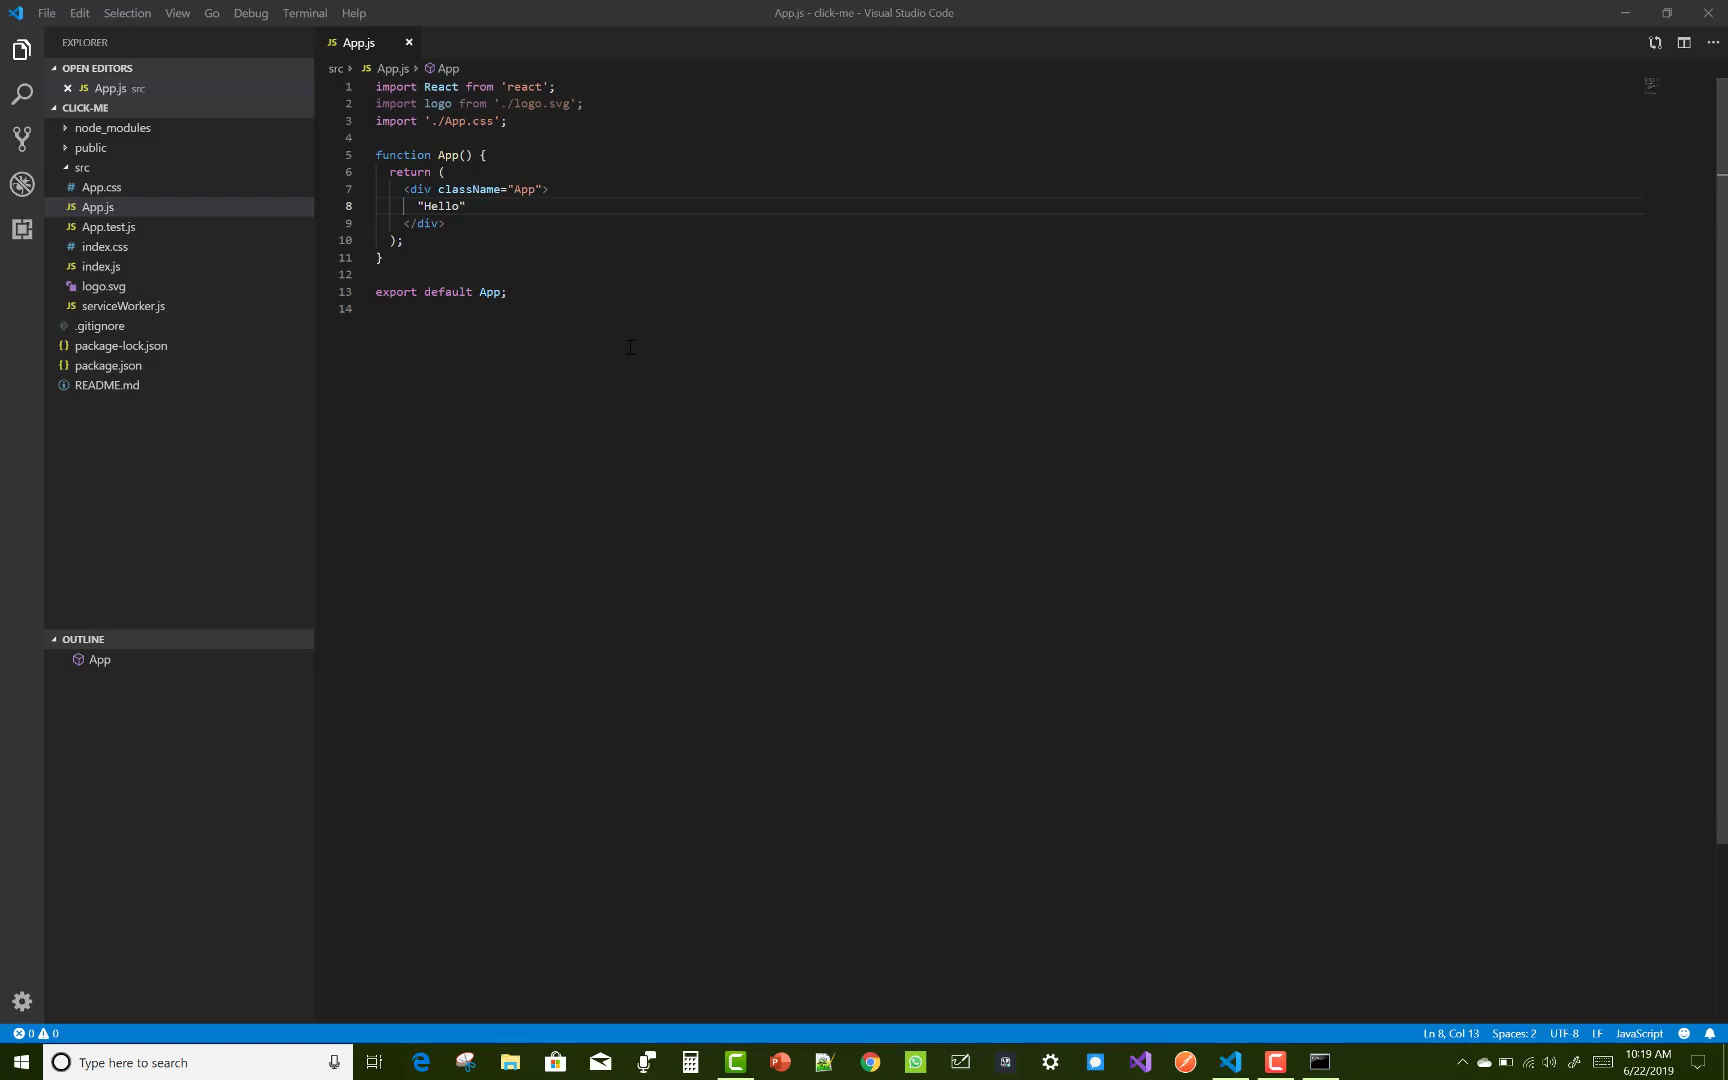 File Edit Selection View Go Debug Terminal Help
App.js - click-me - Visual Studio Code
EXPLORER
OPEN EDITORS
JS App.js src
CLICK-ME
node_modules
public
src
# App.css
JS App.js
JS App.test.js
# index.css
JS index.js
logo.svg
JS serviceWorker.js
.gitignore
{} package-lock.json
{} package.json
README.md
OUTLINE
App
JS App.js
src JS App.js App
1 import React from 'react';
2 import logo from './logo.svg';
3 import './App.css';
4
5 function App() {
6 return (
7 <div className="App">
8 "Hello"
9 </div>
10 );
11 }
12
13 export default App;
14
0 0
Ln 8, Col 13 Spaces: 2 UTF-8 LF JavaScript
Type here to search
10:19 AM
6/22/2019